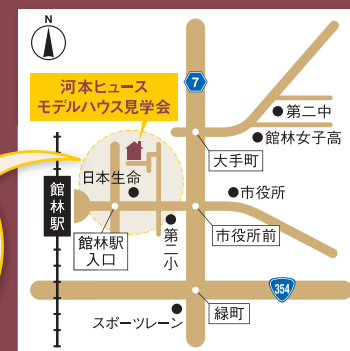 N
河本ヒュース
モデルハウス見学会
7
第二中
館林女子高
大手町
日本生命
市役所
館林駅
館林駅
入口
第二小
市役所前
354
緑町
スポーツレーン